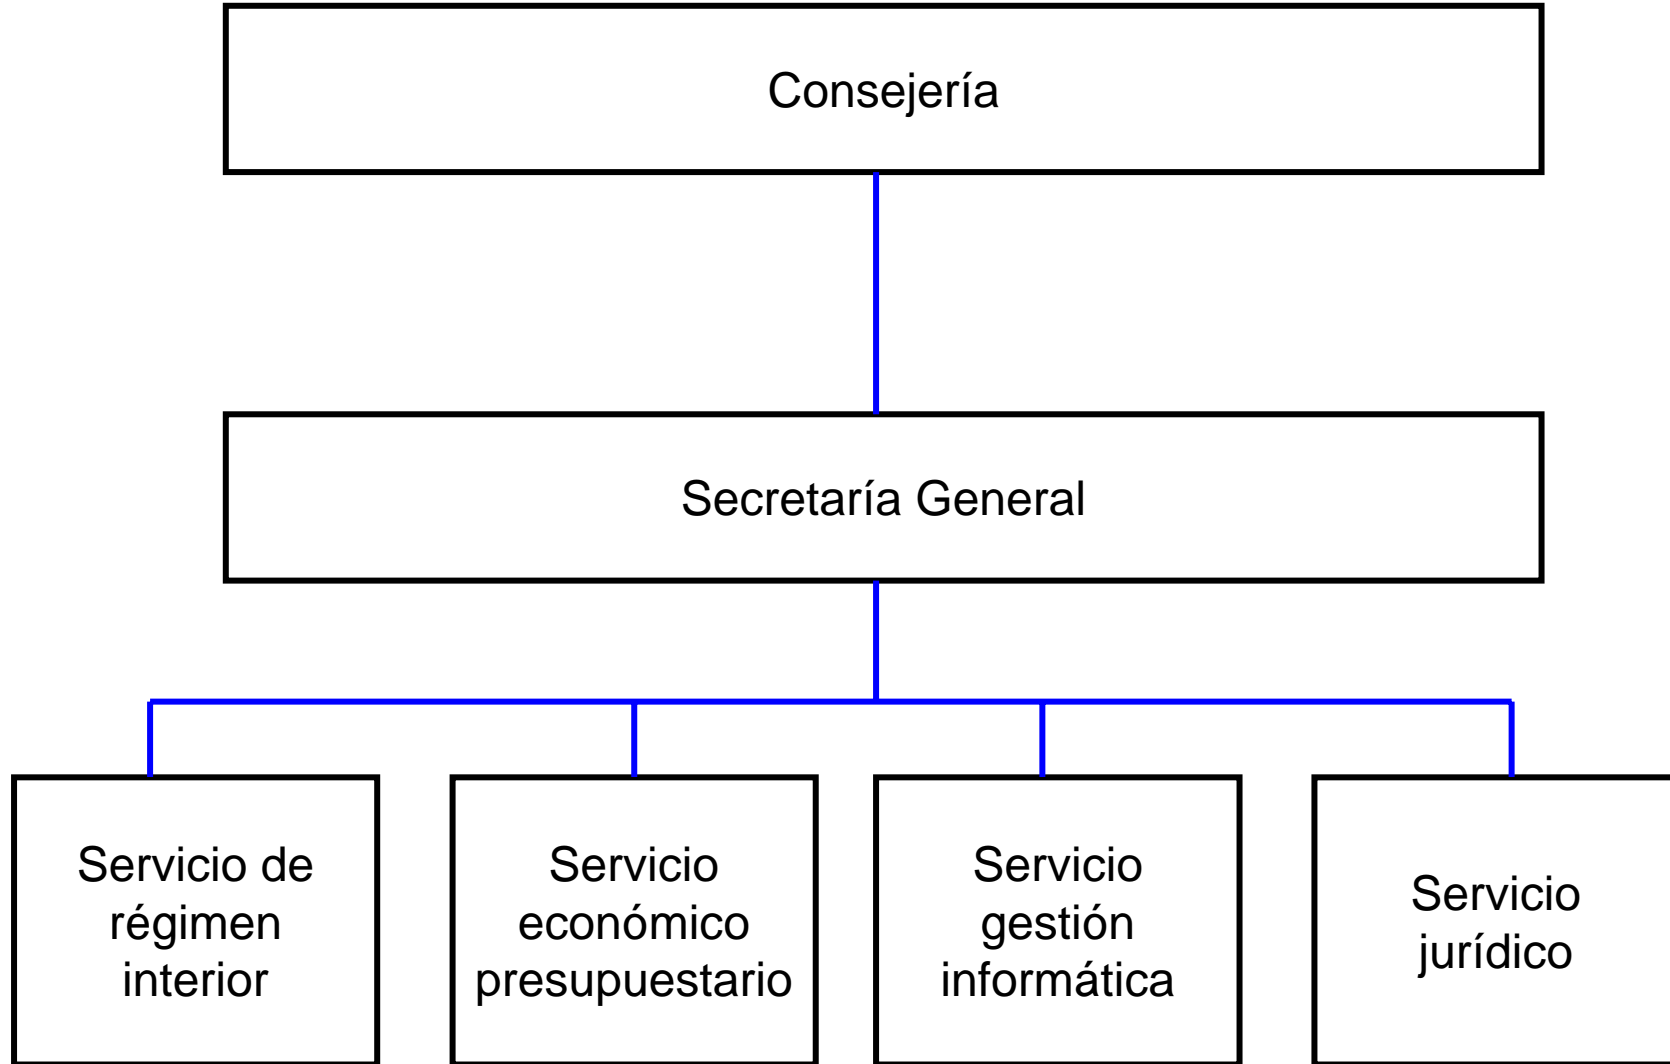 Consejería
Secretaría General
Servicio de
régimen
interior
Servicio
económico
presupuestario
Servicio
gestión
informática
Servicio
jurídico